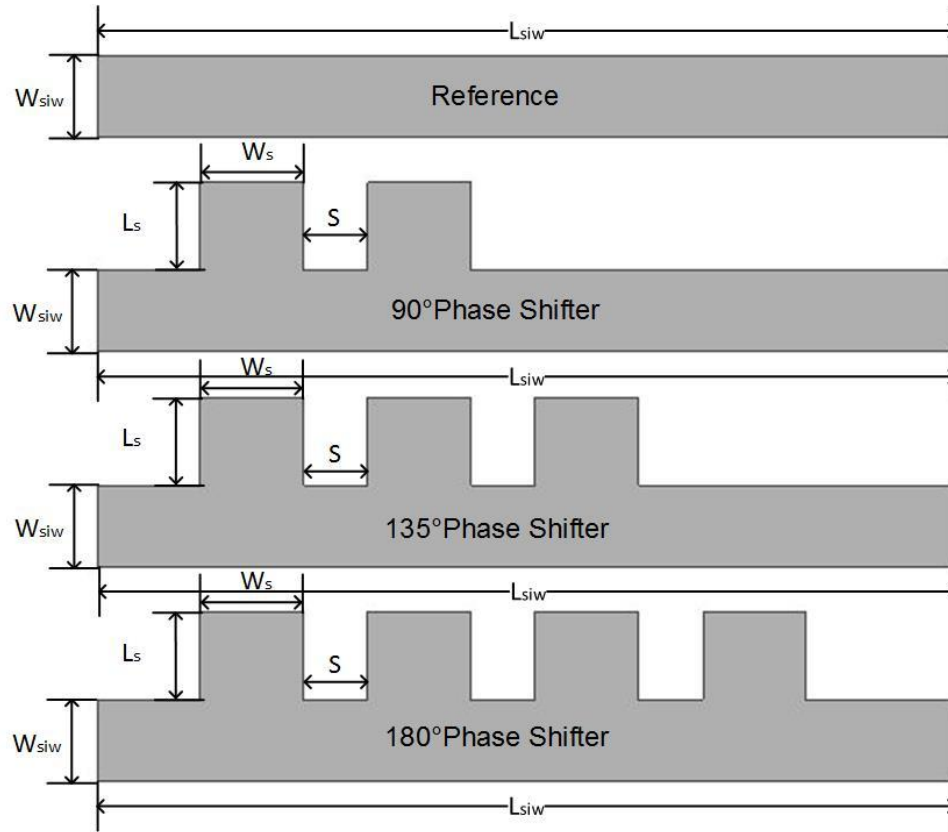 Lsiw
Wsiw
Reference
Ws
Ls
S
Wsiw
90°Phase Shifter
Lsiw
Ws
Ls
S
Wsiw
135°Phase Shifter
Lsiw
Ws
Ls
S
Wsiw
180°Phase Shifter
Lsiw